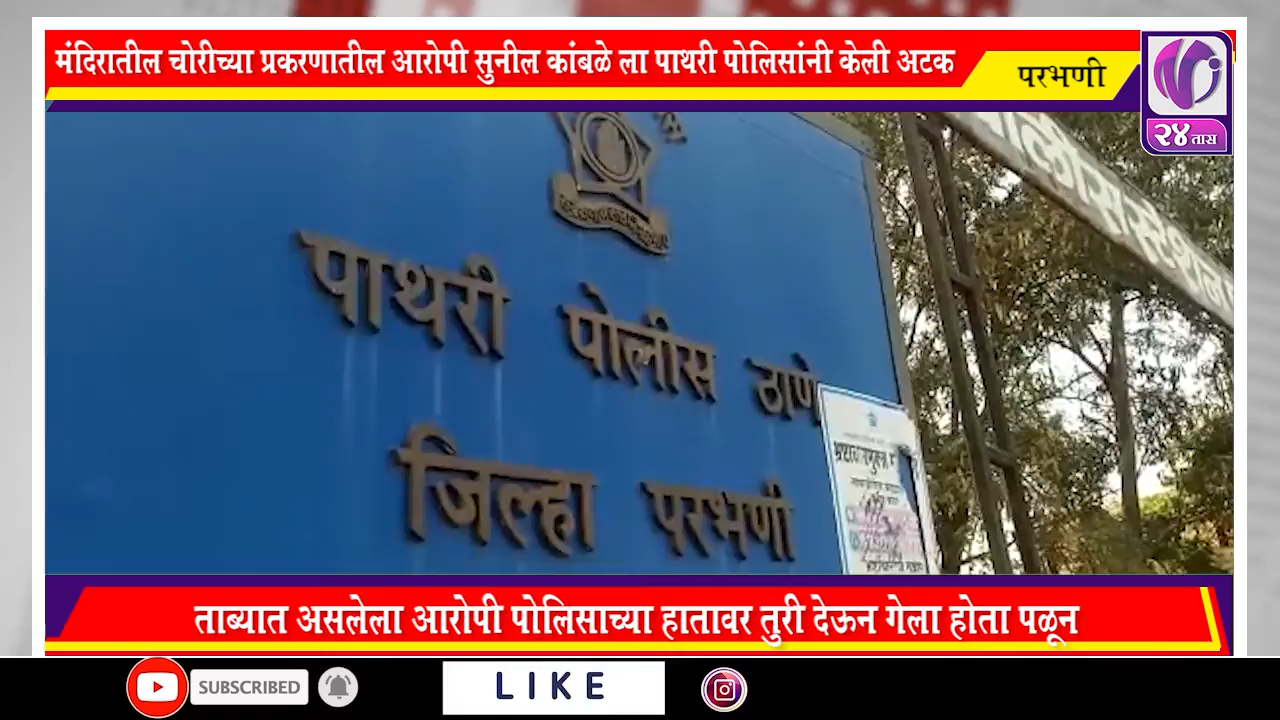 मंदिरातील चोरीच्या प्रकरणातील आरोपी सुनील कांबळे ला पाथरी पोलिसांनी केली अटक
परभणी
२४ तास
पाथरी पोलीस ठाणे
जिल्हा परभणी
ताब्यात असलेला आरोपी पोलिसाच्या हातावर तुरी देऊन गेला होता पळून
SUBSCRIBED
LIKE